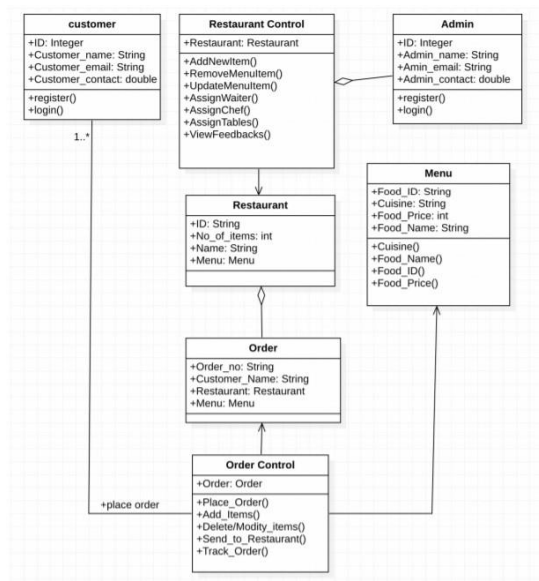 customer
+ID: Integer
+Customer_name: String
+Customer_email: String
+Customer_contact: double
+register()
+login()
Restaurant Control
+Restaurant: Restaurant
+AddNewItem()
+RemoveMenuItem()
+UpdateMenuItem()
+AssignWaiter()
+AssignChef()
+AssignTables()
+ViewFeedbacks()
Admin
+ID: Integer
+Admin_name: String
+Amin_email: String
+Admin_contact: double
+register()
+login()
1..*
Restaurant
+ID: String
+No_of_items: int
+Name: String
+Menu: Menu
Menu
+Food_ID: String
+Cuisine: String
+Food_Price: int
+Food_Name: String
+Cuisine()
+Food_Name()
+Food_ID()
+Food_Price()
Order
+Order_no: String
+Customer_Name: String
+Restaurant: Restaurant
+Menu: Menu
Order Control
+Order: Order
+Place_Order()
+Add_Items()
+Delete/Modity_items()
+Send_to_Restaurant()
+Track_Order()
+place order